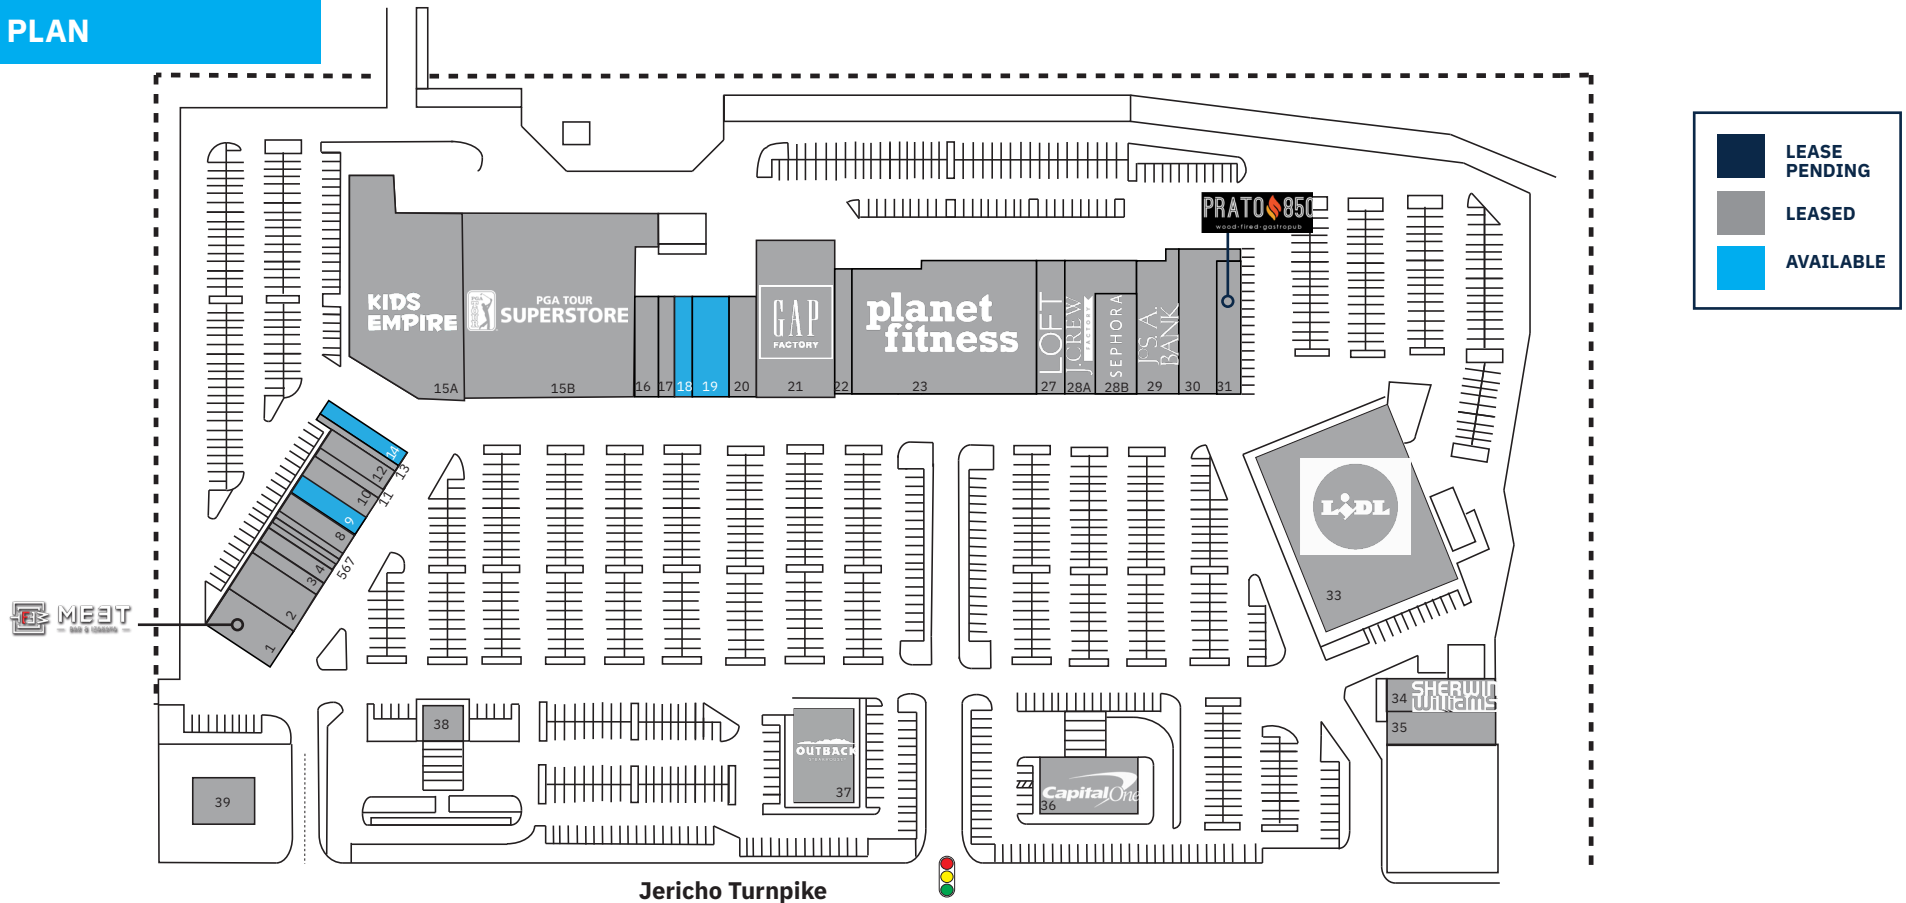 PLAN
LEASE
PENDING
LEASED
AVAILABLE
PRATO 850
wood-fired-gastropub
KIDS
EMPIRE
PGA TOUR
SUPERSTORE
GAP
FACTORY
planet
fitness
LOFT
J.CREW
FACTORY
SEPHORA
BANK
15A
15B
16
17
18
19
20
21
22
23
27
28A
28B
29
30
31
14
13
12
11
10
9
8
567
4
3
2
1
MEET
LIDL
33
34
SHERWIN
Williams
35
38
OUTBACK
37
36
Capital One
39
Jericho Turnpike